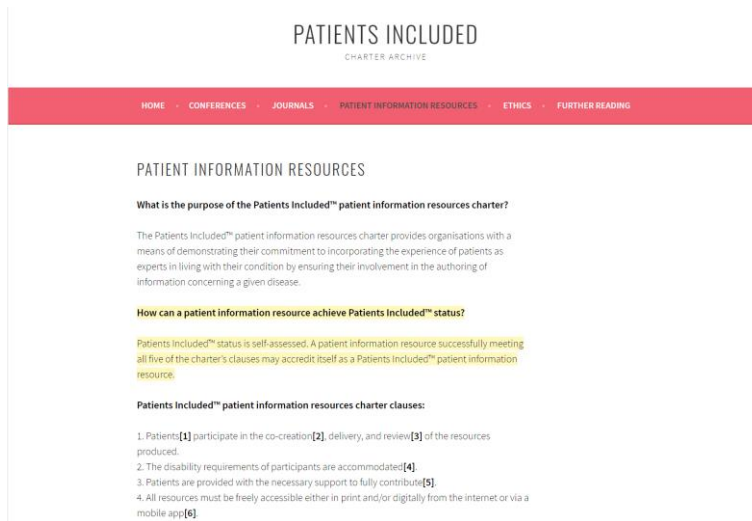 PATIENTS INCLUDED
CHARTER ARCHIVE
HOME • CONFERENCES • JOURNALS • PATIENT INFORMATION RESOURCES • ETHICS • FURTHER READING
PATIENT INFORMATION RESOURCES
What is the purpose of the Patients Included™ patient information resources charter?
The Patients Included™ patient information resources charter provides organisations with a
means of demonstrating their commitment to incorporating the experience of patients as
experts in living with their condition by ensuring their involvement in the authoring of
information concerning a given disease.
How can a patient information resource achieve Patients Included™ status?
Patients Included™ status is self-assessed. A patient information resource successfully meeting
all five of the charter's clauses may accredit itself as a Patients Included™ patient information
resource.
Patients Included™ patient information resources charter clauses:
1. Patients[1] participate in the co-creation[2], delivery, and review[3] of the resources
produced.
2. The disability requirements of participants are accommodated[4].
3. Patients are provided with the necessary support to fully contribute[5].
4. All resources must be freely accessible either in print and/or digitally from the internet or via a
mobile app[6].